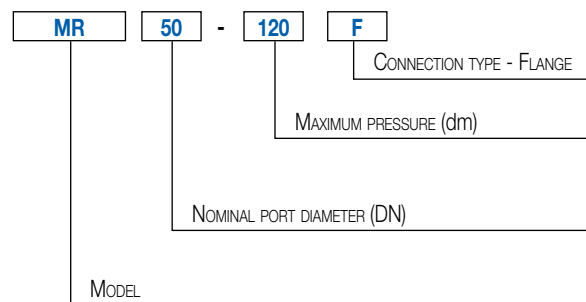 MR 50 - 120 F
CONNECTION TYPE - FLANGE
MAXIMUM PRESSURE (dm)
NOMINAL PORT DIAMETER (DN)
MODEL